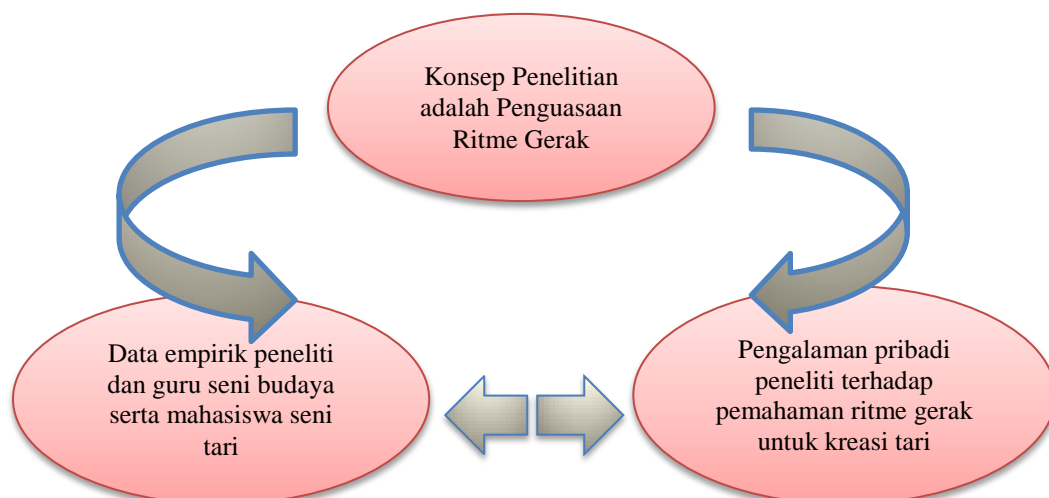 Konsep Penelitian
adalah Penguasaan
Ritme Gerak
Data empirik peneliti
dan guru seni budaya
serta mahasiswa seni
tari
Pengalaman pribadi
peneliti terhadap
pemahaman ritme gerak
untuk kreasi tari